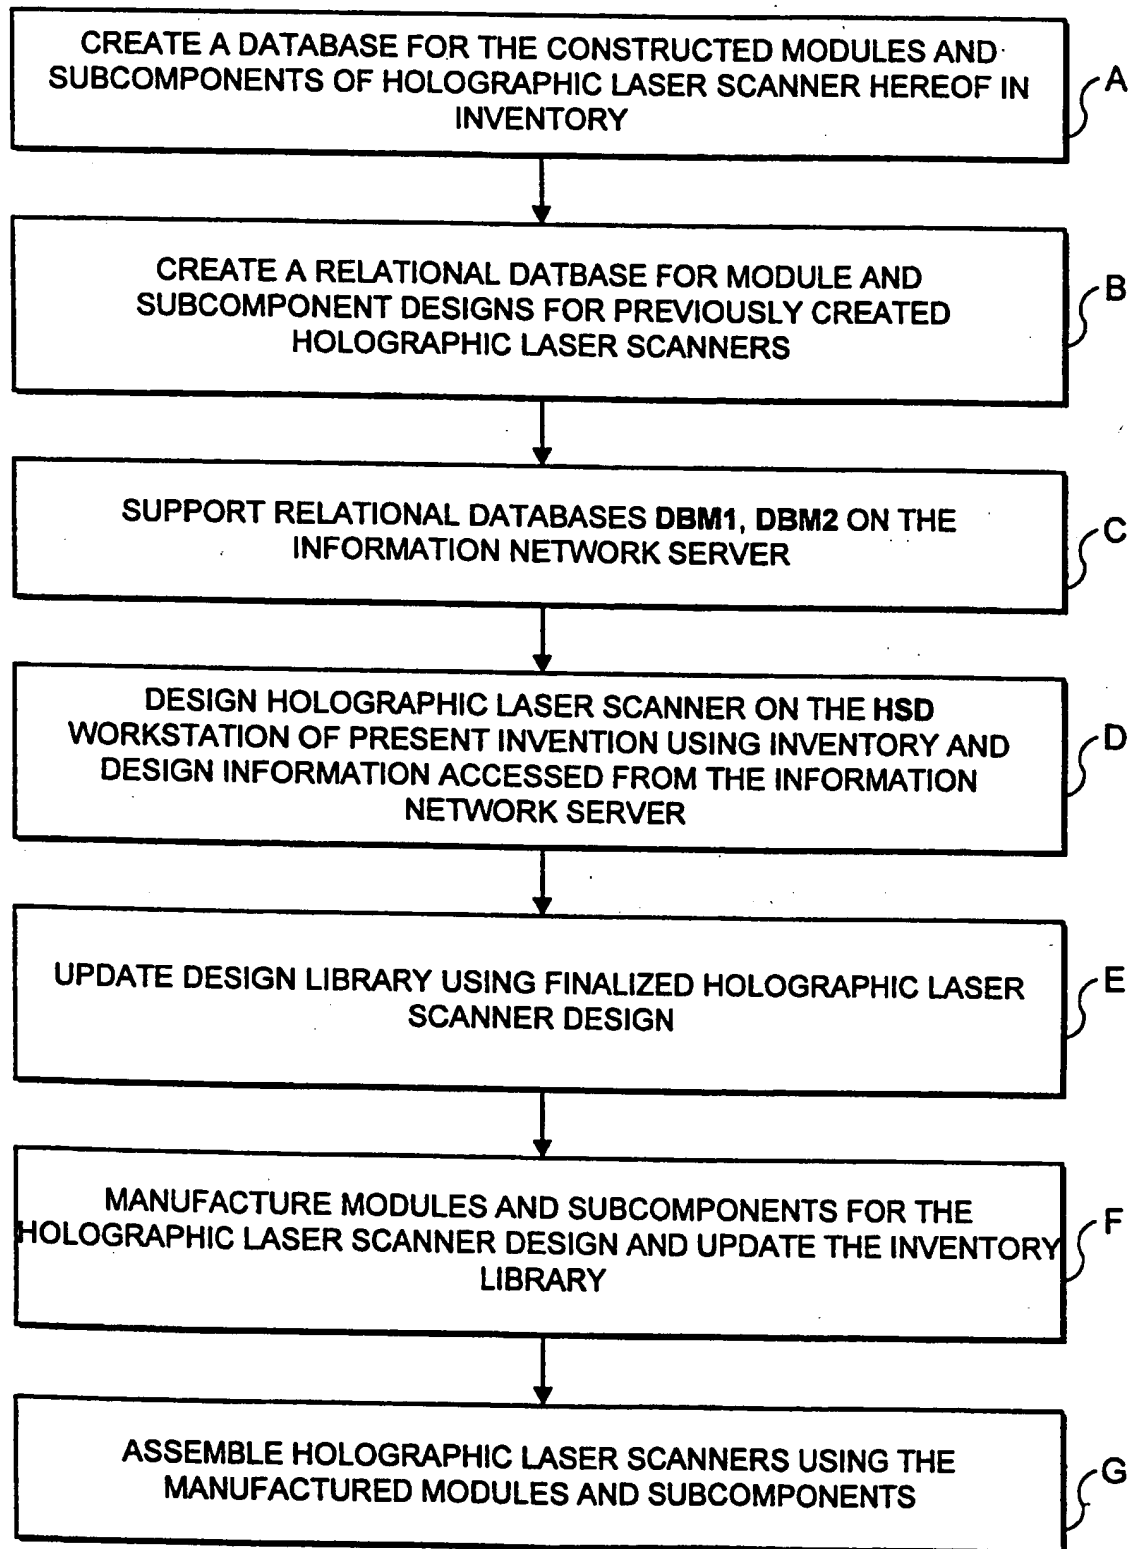 CREATE A DATABASE FOR THE CONSTRUCTED MODULES AND
SUBCOMPONENTS OF HOLOGRAPHIC LASER SCANNER HEREOF IN
INVENTORY
A
CREATE A RELATIONAL DATBASE FOR MODULE AND
SUBCOMPONENT DESIGNS FOR PREVIOUSLY CREATED
HOLOGRAPHIC LASER SCANNERS
B
SUPPORT RELATIONAL DATABASES DBM1, DBM2 ON THE
INFORMATION NETWORK SERVER
C
DESIGN HOLOGRAPHIC LASER SCANNER ON THE HSD
WORKSTATION OF PRESENT INVENTION USING INVENTORY AND
DESIGN INFORMATION ACCESSED FROM THE INFORMATION
NETWORK SERVER
D
UPDATE DESIGN LIBRARY USING FINALIZED HOLOGRAPHIC LASER
SCANNER DESIGN
E
MANUFACTURE MODULES AND SUBCOMPONENTS FOR THE
HOLOGRAPHIC LASER SCANNER DESIGN AND UPDATE THE INVENTORY
LIBRARY
F
ASSEMBLE HOLOGRAPHIC LASER SCANNERS USING THE
MANUFACTURED MODULES AND SUBCOMPONENTS
G